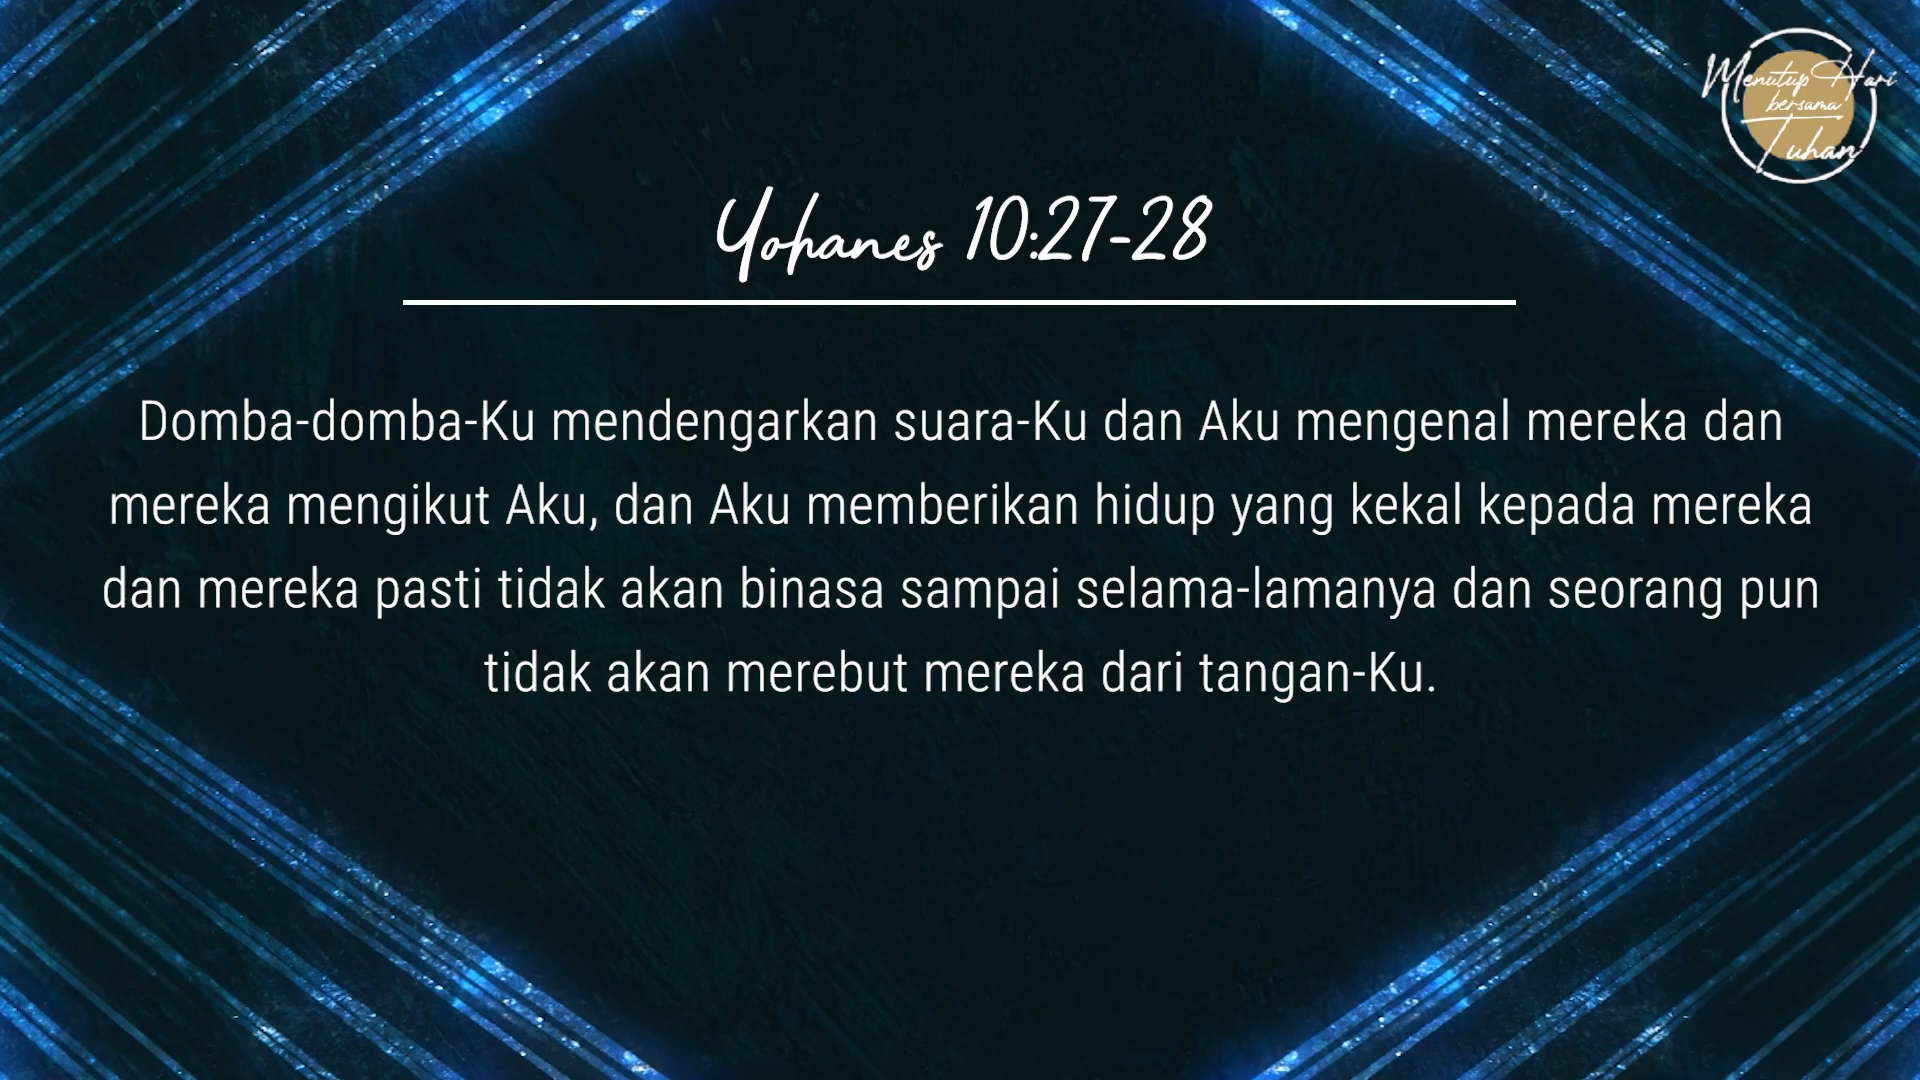 Menutup Hari
bersama
Tuhan
Yohanes 10:27-28
Domba-domba-Ku mendengarkan suara-Ku dan Aku mengenal mereka dan
mereka mengikut Aku, dan Aku memberikan hidup yang kekal kepada mereka
dan mereka pasti tidak akan binasa sampai selama-lamanya dan seorang pun
tidak akan merebut mereka dari tangan-Ku.